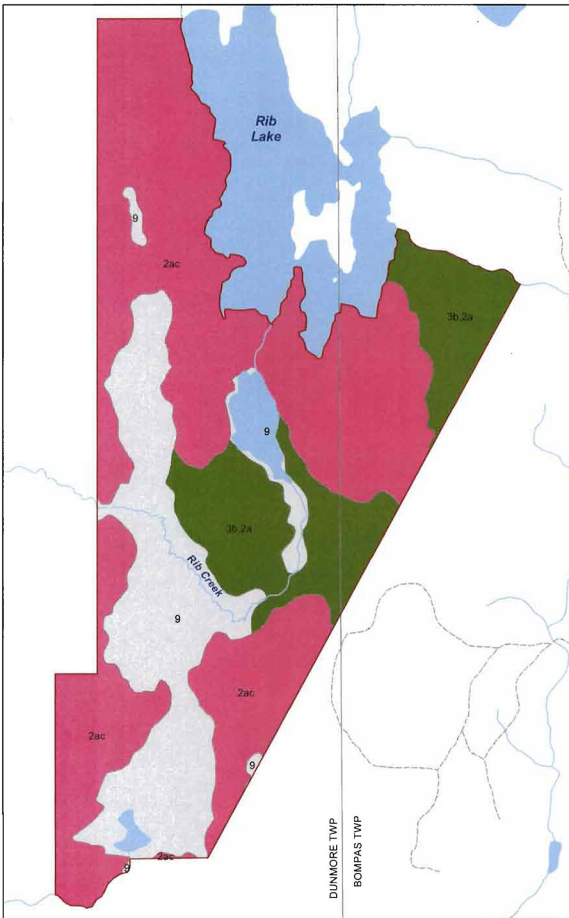 Rib
Lake
9
2ac
3b,2a
9
3b,2a
Rib Creek
9
2ac
2ac
9
2ac
9
DUNMORE TWP
BOMPAS TWP